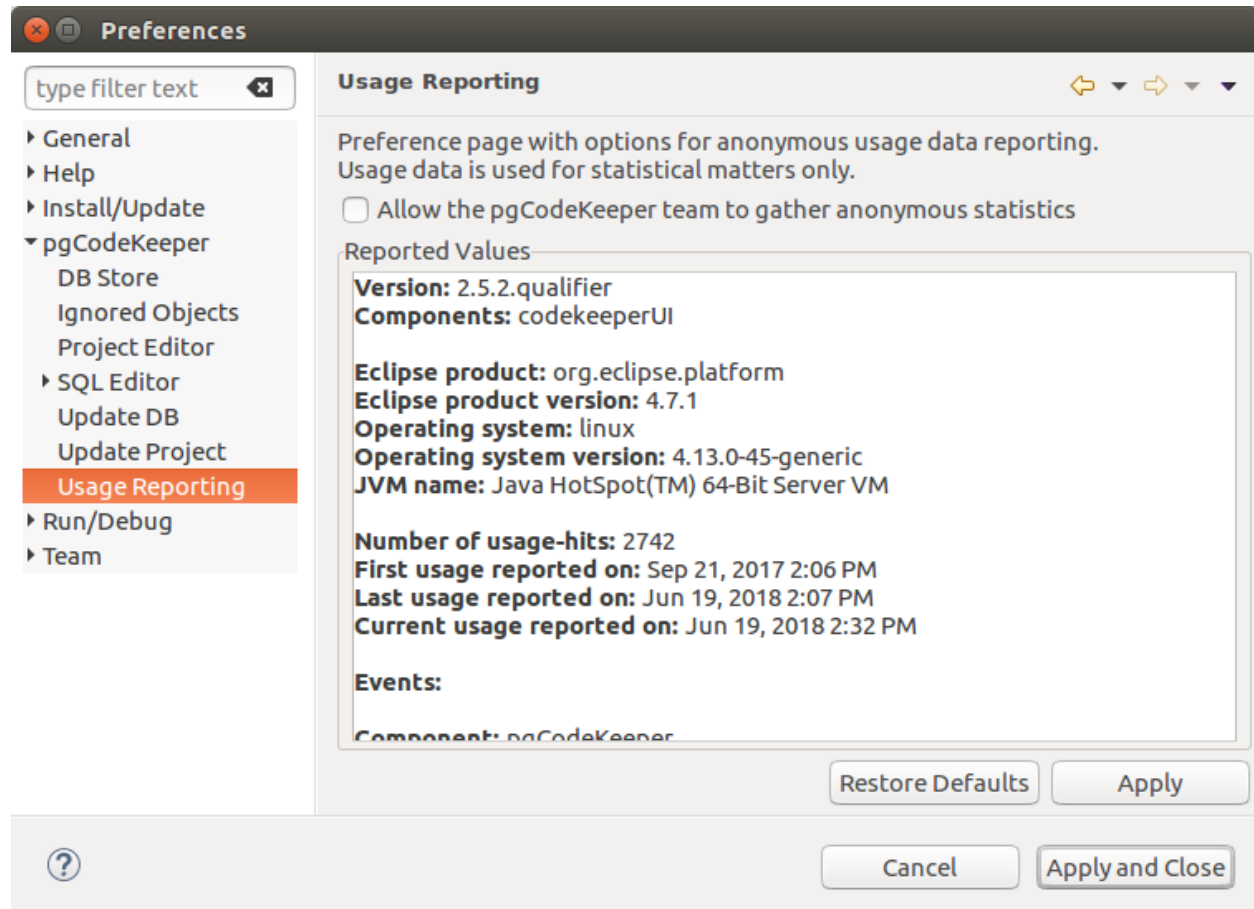 Preferences
type filter text
General
Help
Install/Update
pgCodeKeeper
DB Store
Ignored Objects
Project Editor
SQL Editor
Update DB
Update Project
Usage Reporting
Run/Debug
Team
Usage Reporting
Preference page with options for anonymous usage data reporting.
Usage data is used for statistical matters only.
Allow the pgCodeKeeper team to gather anonymous statistics
Reported Values
Version: 2.5.2.qualifier
Components: codekeeperUI
Eclipse product: org.eclipse.platform
Eclipse product version: 4.7.1
Operating system: linux
Operating system version: 4.13.0-45-generic
JVM name: Java HotSpot(TM) 64-Bit Server VM
Number of usage-hits: 2742
First usage reported on: Sep 21, 2017 2:06 PM
Last usage reported on: Jun 19, 2018 2:07 PM
Current usage reported on: Jun 19, 2018 2:32 PM
Events:
Component: pgCodeKeeper
Restore Defaults
Apply
?
Cancel
Apply and Close